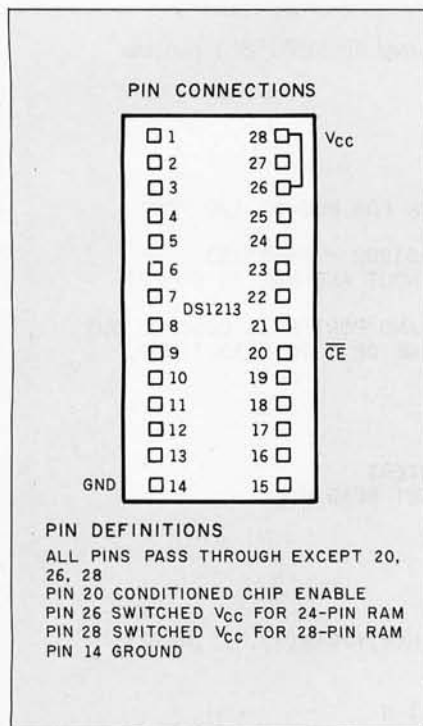 PIN CONNECTIONS
1 28 VCC
2 27
3 26
4 25
5 24
6 23
7 22
DS1213
8 21
9 20 CE
10 19
11 18
12 17
13 16
GND 14 15
PIN DEFINITIONS
ALL PINS PASS THROUGH EXCEPT 20,
26, 28
PIN 20 CONDITIONED CHIP ENABLE
PIN 26 SWITCHED VCC FOR 24-PIN RAM
PIN 28 SWITCHED VCC FOR 28-PIN RAM
PIN 14 GROUND